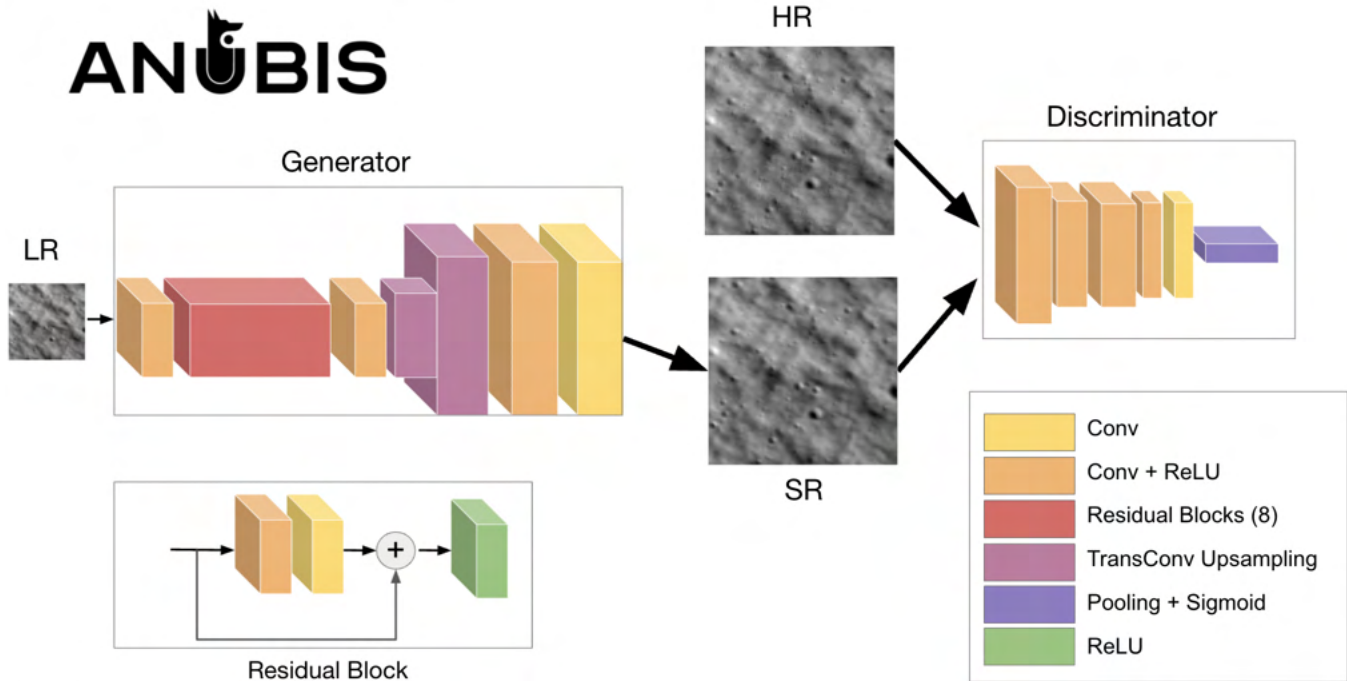 ANUBIS
HR
Discriminator
Generator
LR
SR
+
Residual Block
Conv
Conv + ReLU
Residual Blocks (8)
TransConv Upsampling
Pooling + Sigmoid
ReLU